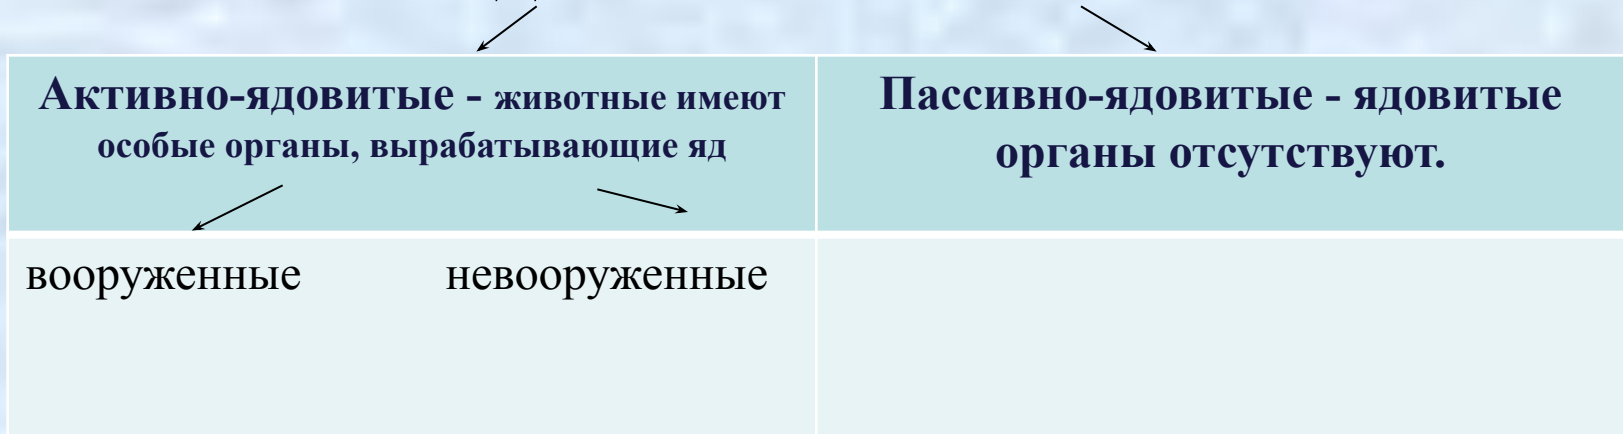 Активно-ядовитые - животные имеют
особые органы, вырабатывающие яд
Пассивно-ядовитые - ядовитые
органы отсутствуют.
вооруженные невооруженные